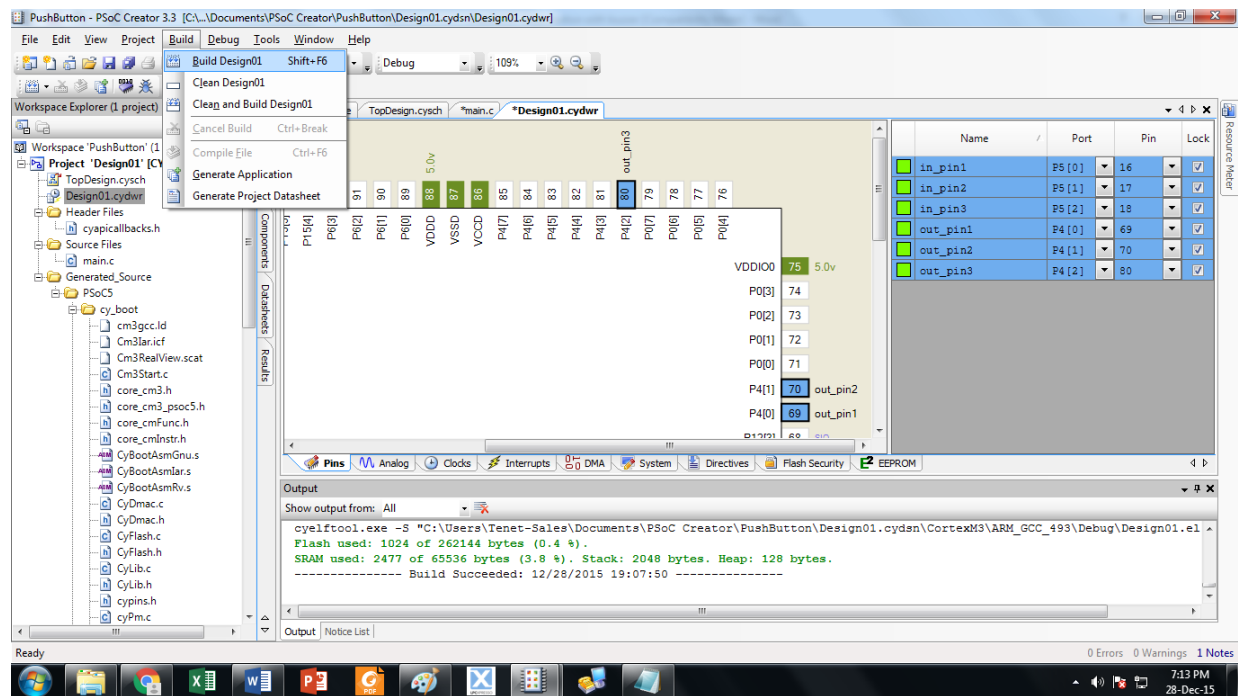 PushButton - PSoC Creator 3.3 [C:\...\Documents\PSoC Creator\PushButton\Design01.cydsn\Design01.cydwr]
File Edit View Project Build Debug Tools Window Help
Debug 109%
Build Design01 Shift+F6
Clean Design01
Clean and Build Design01
Cancel Build Ctrl+Break
Compile File Ctrl+F6
Generate Application
Generate Project Datasheet
Workspace Explorer (1 project)
Workspace 'PushButton' (1
Project 'Design01' [CY
TopDesign.cysch
Design01.cydwr
Header Files
cyapicallbacks.h
Source Files
main.c
Generated_Source
PSoC5
cy_boot
cm3gcc.ld
Cm3Iar.icf
Cm3RealView.scat
Cm3Start.c
core_cm3.h
core_cm3_psoc5.h
core_cmFunc.h
core_cmInstr.h
CyBootAsmGnu.s
CyBootAsmIar.s
CyBootAsmRv.s
CyDmac.c
CyDmac.h
CyFlash.c
CyFlash.h
CyLib.c
CyLib.h
cypins.h
cyPm.c
Components
Datasheets
Results
TopDesign.cysch *main.c *Design01.cydwr
5.0v out_pin3
91 90 89 88 87 86 85 84 83 82 81 80 79 78 77 76
P15[4] P6[3] P6[2] P6[1] P6[0] VDDD VSSD VCCD P4[7] P4[6] P4[5] P4[4] P4[3] P4[2] P0[7] P0[6] P0[5] P0[4]
VDDIO0 75 5.0v
P0[3] 74
P0[2] 73
P0[1] 72
P0[0] 71
P4[1] 70 out_pin2
P4[0] 69 out_pin1
P12[3] 68 SIO
Name / Port Pin Lock
in_pin1 P5[0] 16
in_pin2 P5[1] 17
in_pin3 P5[2] 18
out_pin1 P4[0] 69
out_pin2 P4[1] 70
out_pin3 P4[2] 80
Resource Meter
Pins Analog Clocks Interrupts DMA System Directives Flash Security EEPROM
Output
Show output from: All
cyelftool.exe -S "C:\Users\Tenet-Sales\Documents\PSoC Creator\PushButton\Design01.cydsn\CortexM3\ARM_GCC_493\Debug\Design01.el
Flash used: 1024 of 262144 bytes (0.4 %).
SRAM used: 2477 of 65536 bytes (3.8 %). Stack: 2048 bytes. Heap: 128 bytes.
--------------- Build Succeeded: 12/28/2015 19:07:50 ---------------
Output Notice List
Ready
0 Errors 0 Warnings 1 Notes
7:13 PM
28-Dec-15